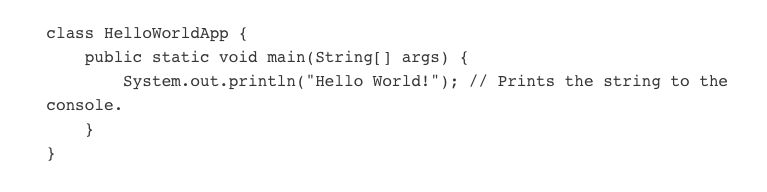 class HelloWorldApp {
    public static void main(String[] args) {
        System.out.println("Hello World!"); // Prints the string to the
console.
    }
}